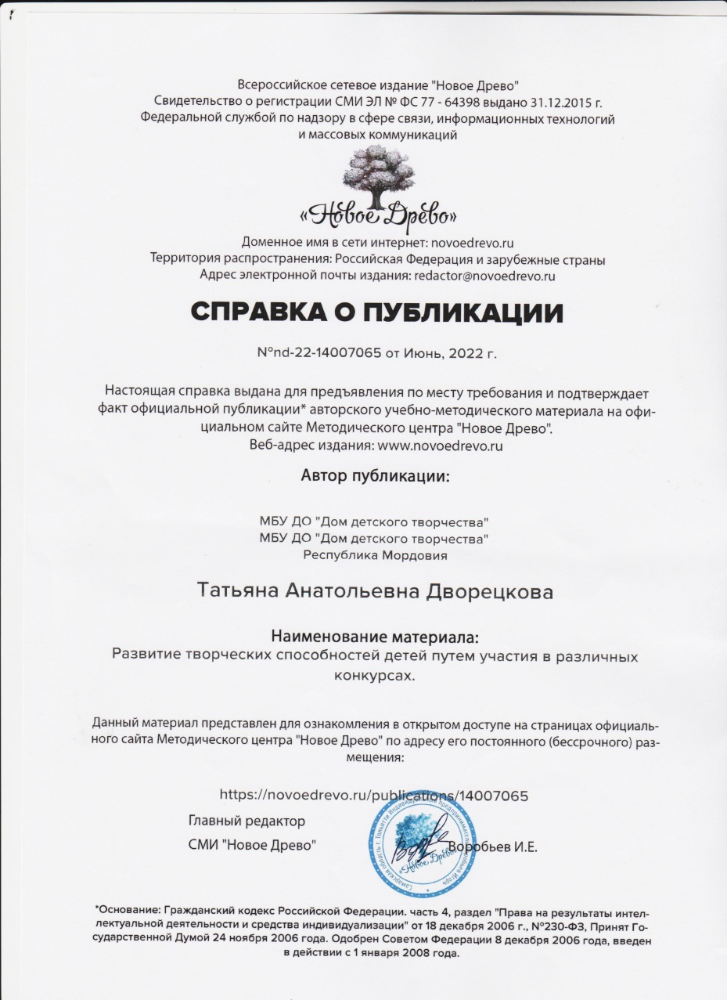 Всероссийское сетевое издание "Новое Древо"
Свидетельство о регистрации СМИ ЭЛ № ФС 77 - 64398 выдано 31.12.2015 г.
Федеральной службой по надзору в сфере связи, информационных технологий
и массовых коммуникаций
«Новое Древо»
Доменное имя в сети интернет: novoedrevo.ru
Территория распространения: Российская Федерация и зарубежные страны
Адрес электронной почты издания: redactor@novoedrevo.ru
СПРАВКА О ПУБЛИКАЦИИ
N°nd-22-14007065 от Июнь, 2022 г.
Настоящая справка выдана для предъявления по месту требования и подтверждает
факт официальной публикации* авторского учебно-методического материала на офи-
циальном сайте Методического центра "Новое Древо".
Веб-адрес издания: www.novoedrevo.ru
Автор публикации:
МБУ ДО "Дом детского творчества"
МБУ ДО "Дом детского творчества"
Республика Мордовия
Татьяна Анатольевна Дворецкова
Наименование материала:
Развитие творческих способностей детей путем участия в различных
конкурсах.
Данный материал представлен для ознакомления в открытом доступе на страницах официаль-
ного сайта Методического центра "Новое Древо" по адресу его постоянного (бессрочного) раз-
мещения:
https://novoedrevo.ru/publications/14007065
Главный редактор
СМИ "Новое Древо"
Воробьев И.Е.
Самарская область г. Тольятти Индивидуальный предприниматель Воробьев Игорь
«Новое Древо»
*Основание: Гражданский кодекс Российской Федерации. часть 4, раздел "Права на результаты интел-
лектуальной деятельности и средства индивидуализации" от 18 декабря 2006 г., N°230-ФЗ, Принят Го-
сударственной Думой 24 ноября 2006 года. Одобрен Советом Федерации 8 декабря 2006 года, введен
в действии с 1 января 2008 года.